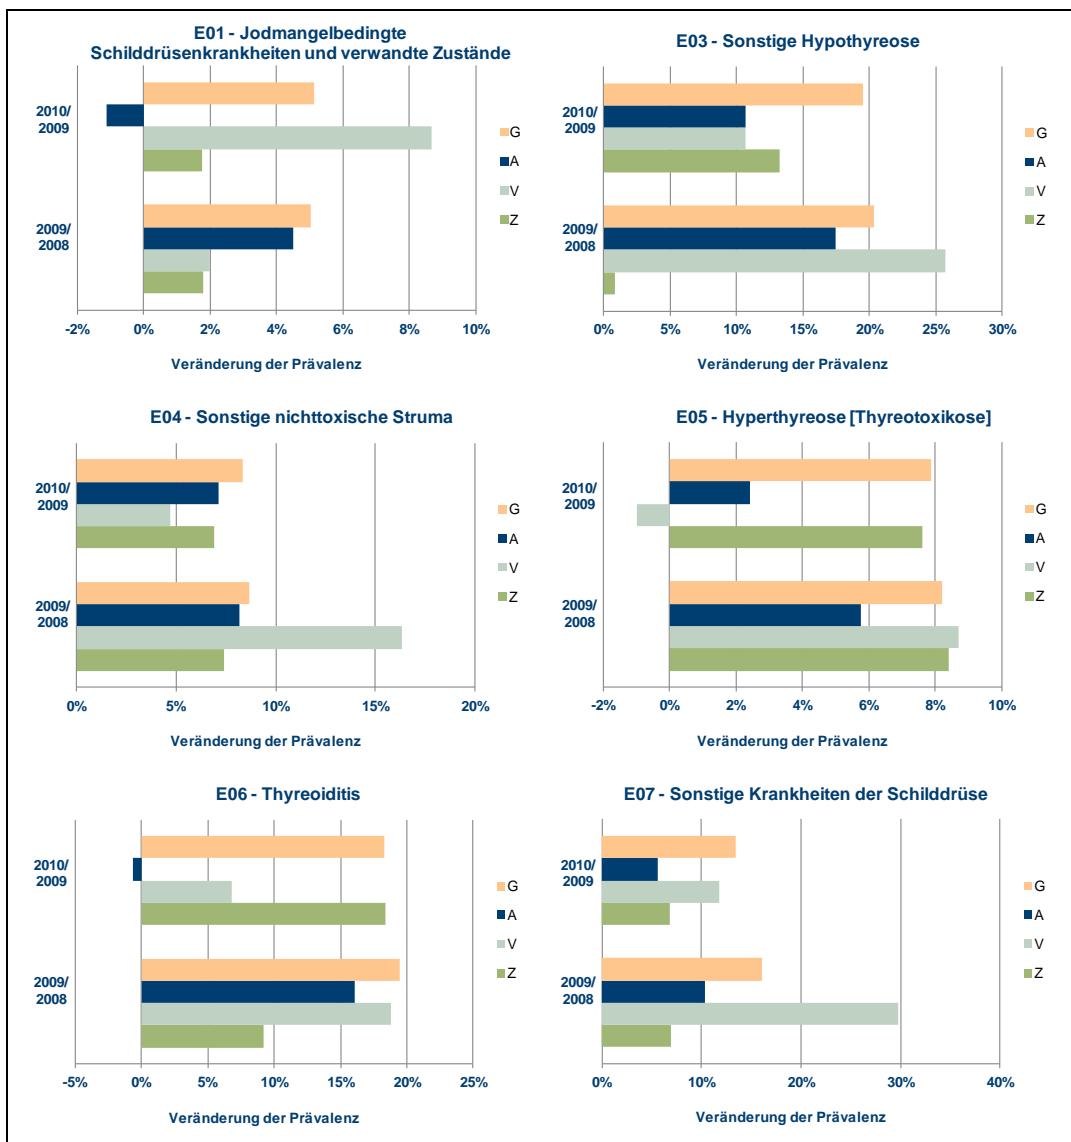 E01 - Jodmangelbedingte
Schilddrüsenkrankheiten und verwandte Zustände
2010/
2009
2009/
2008
G
A
V
Z
-2% 0% 2% 4% 6% 8% 10%
Veränderung der Prävalenz
E03 - Sonstige Hypothyreose
2010/
2009
2009/
2008
G
A
V
Z
0% 5% 10% 15% 20% 25% 30%
Veränderung der Prävalenz
E04 - Sonstige nichttoxische Struma
2010/
2009
2009/
2008
G
A
V
Z
0% 5% 10% 15% 20%
Veränderung der Prävalenz
E05 - Hyperthyreose [Thyreotoxikose]
2010/
2009
2009/
2008
G
A
V
Z
-2% 0% 2% 4% 6% 8% 10%
Veränderung der Prävalenz
E06 - Thyreoiditis
2010/
2009
2009/
2008
G
A
V
Z
-5% 0% 5% 10% 15% 20% 25%
Veränderung der Prävalenz
E07 - Sonstige Krankheiten der Schilddrüse
2010/
2009
2009/
2008
G
A
V
Z
0% 10% 20% 30% 40%
Veränderung der Prävalenz